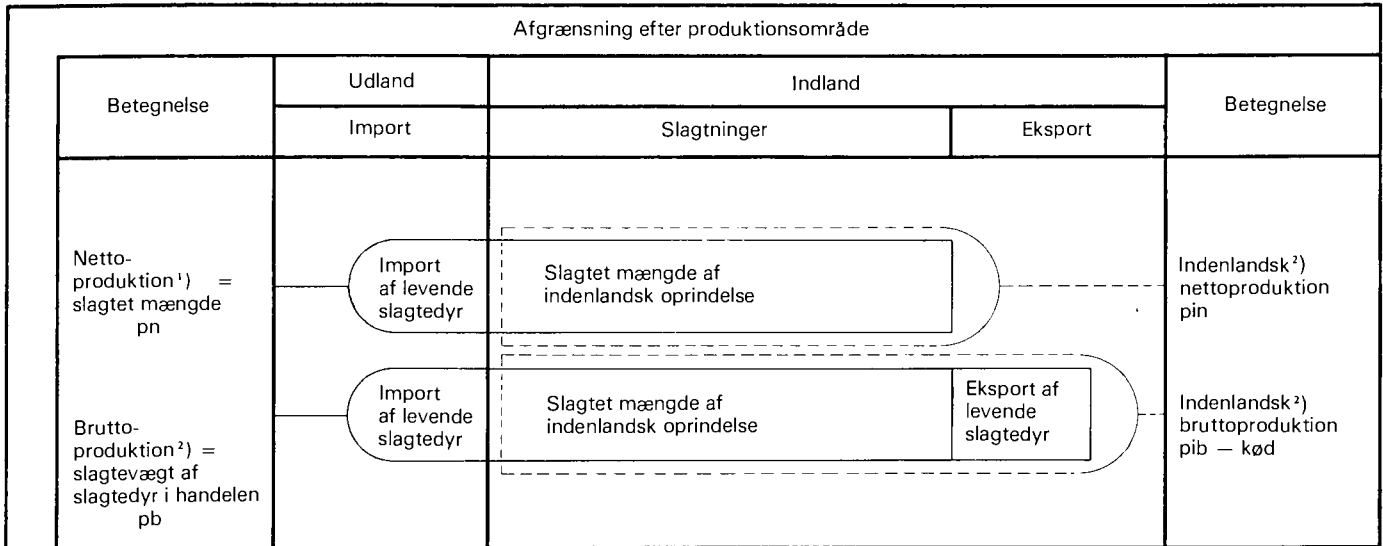 Afgrænsning efter produktionsområde
Betegnelse
Udland
Indland
Betegnelse
Import
Slagtninger
Eksport
Netto-
produktion¹) =
slagtet mængde
pn
Import
af levende
slagtedyr
Slagtet mængde af
indenlandsk oprindelse
Indenlandsk²)
nettoproduktion
pin
Brutto-
produktion²) =
slagtevægt af
slagtedyr i handelen
pb
Import
af levende
slagtedyr
Slagtet mængde af
indenlandsk oprindelse
Eksport af
levende
slagtedyr
Indenlandsk²)
bruttoproduktion
pib — kød